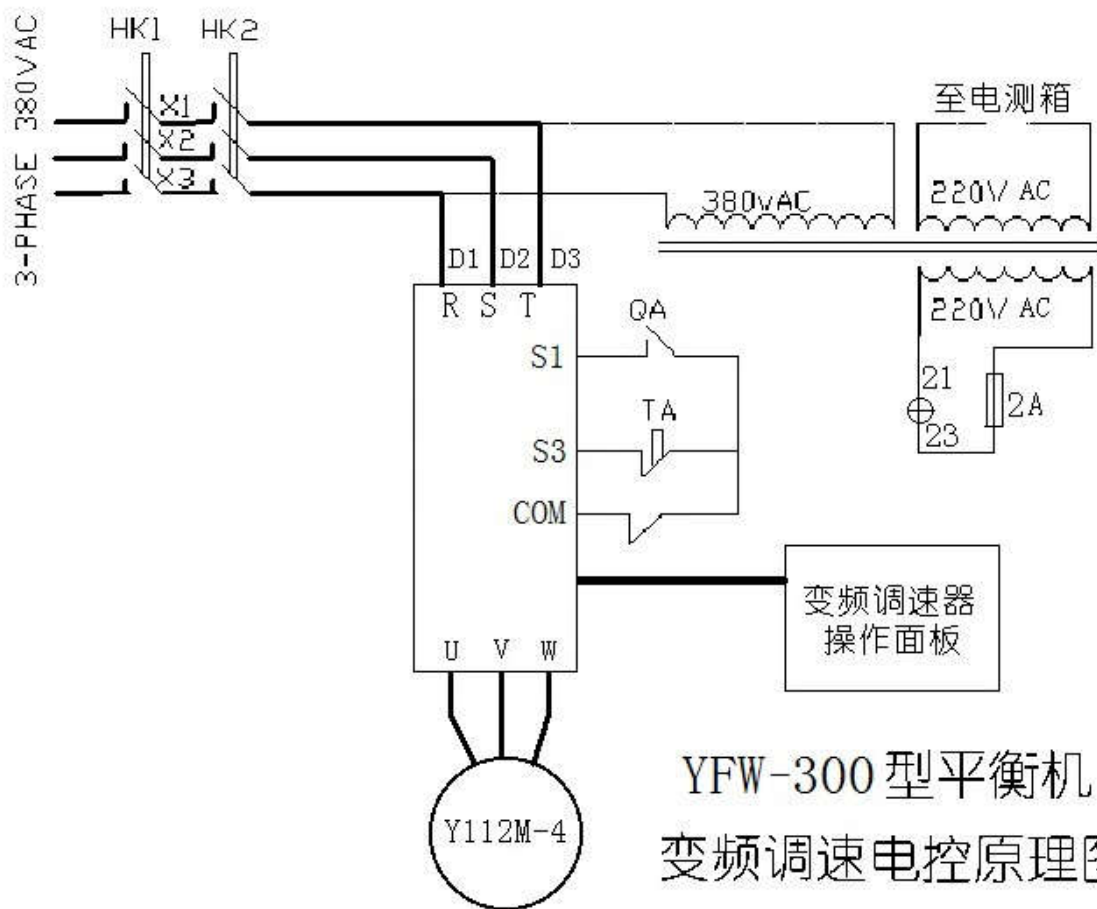 3-PHASE 380VAC
HK1
HK2
X1
X2
X3
至电测箱
380VAC
220V AC
220V AC
D1
D2
D3
R
S
T
QA
S1
TA
S3
COM
21
23
2A
变频调速器
操作面板
U
V
W
Y112M-4
YFW-300型平衡机
变频调速电控原理图